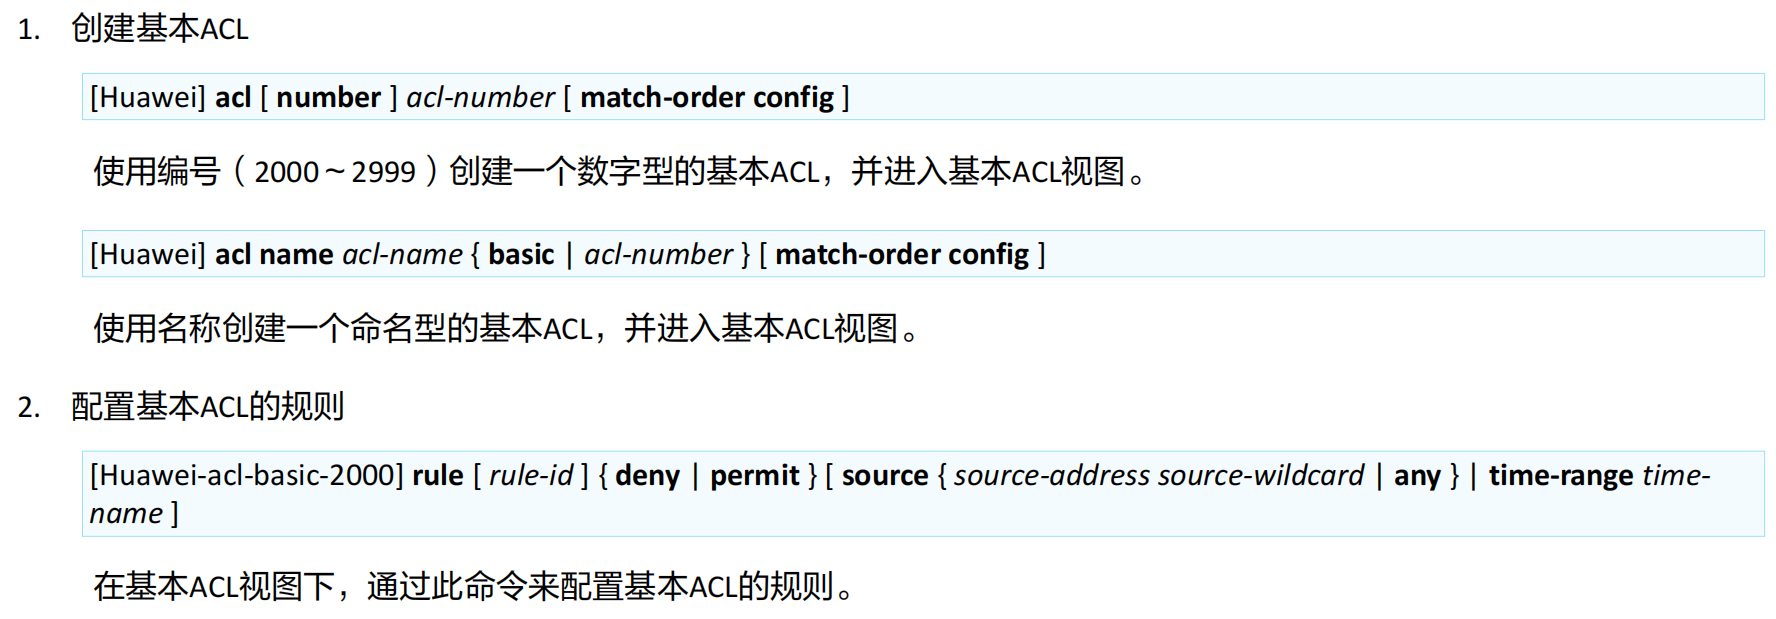 1. 创建基本ACL
[Huawei] acl [ number ] acl-number [ match-order config ]
使用编号（2000～2999）创建一个数字型的基本ACL，并进入基本ACL视图。
[Huawei] acl name acl-name { basic | acl-number } [ match-order config ]
使用名称创建一个命名型的基本ACL，并进入基本ACL视图。
2. 配置基本ACL的规则
[Huawei-acl-basic-2000] rule [ rule-id ] { deny | permit } [ source { source-address source-wildcard | any } | time-range time-
name ]
在基本ACL视图下，通过此命令来配置基本ACL的规则。